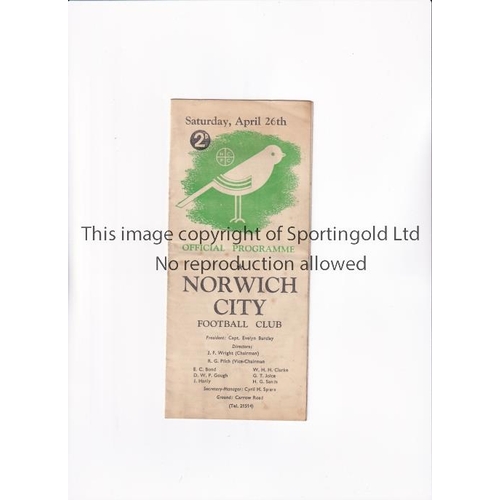 Saturday, April 26th
2D
This image copyright of Sportingold Ltd
OFFICIAL PROGRAMME
No reproduction allowed
NORWICH
CITY
FOOTBALL CLUB
President: Capt. Evelyn Barclay
Directors:
J. F. Wright (Chairman)
R. G. Pilch (Vice-Chairman
E. C. Bond W. H. H. Clarke
D. W. F. Gough G. T. Joice
J. Hanly H. G. Sabin
Secretary-Manager: Cyril H. Spiers
Ground: Carrow Road
(Tel. 21514)